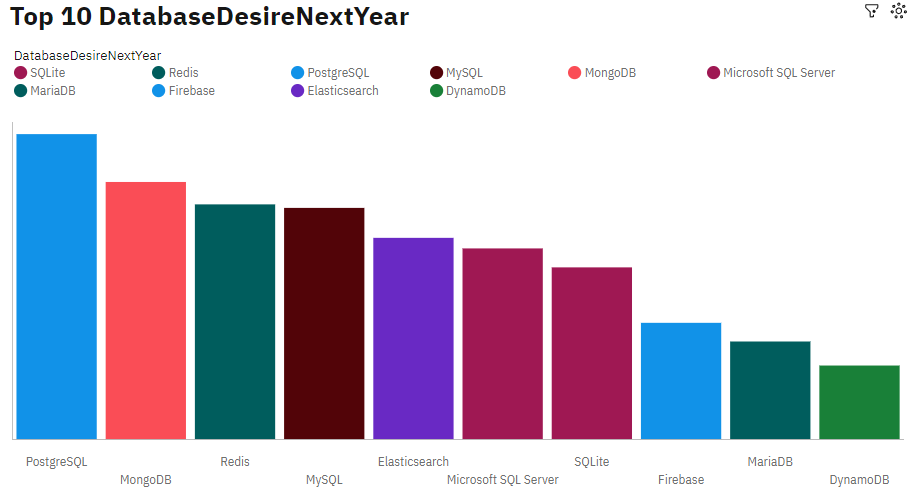 Top 10 DatabaseDesireNextYear
DatabaseDesireNextYear
SQLite Redis PostgreSQL MySQL MongoDB Microsoft SQL Server
MariaDB Firebase Elasticsearch DynamoDB
PostgreSQL Redis Elasticsearch SQLite MariaDB
MongoDB MySQL Microsoft SQL Server Firebase DynamoDB